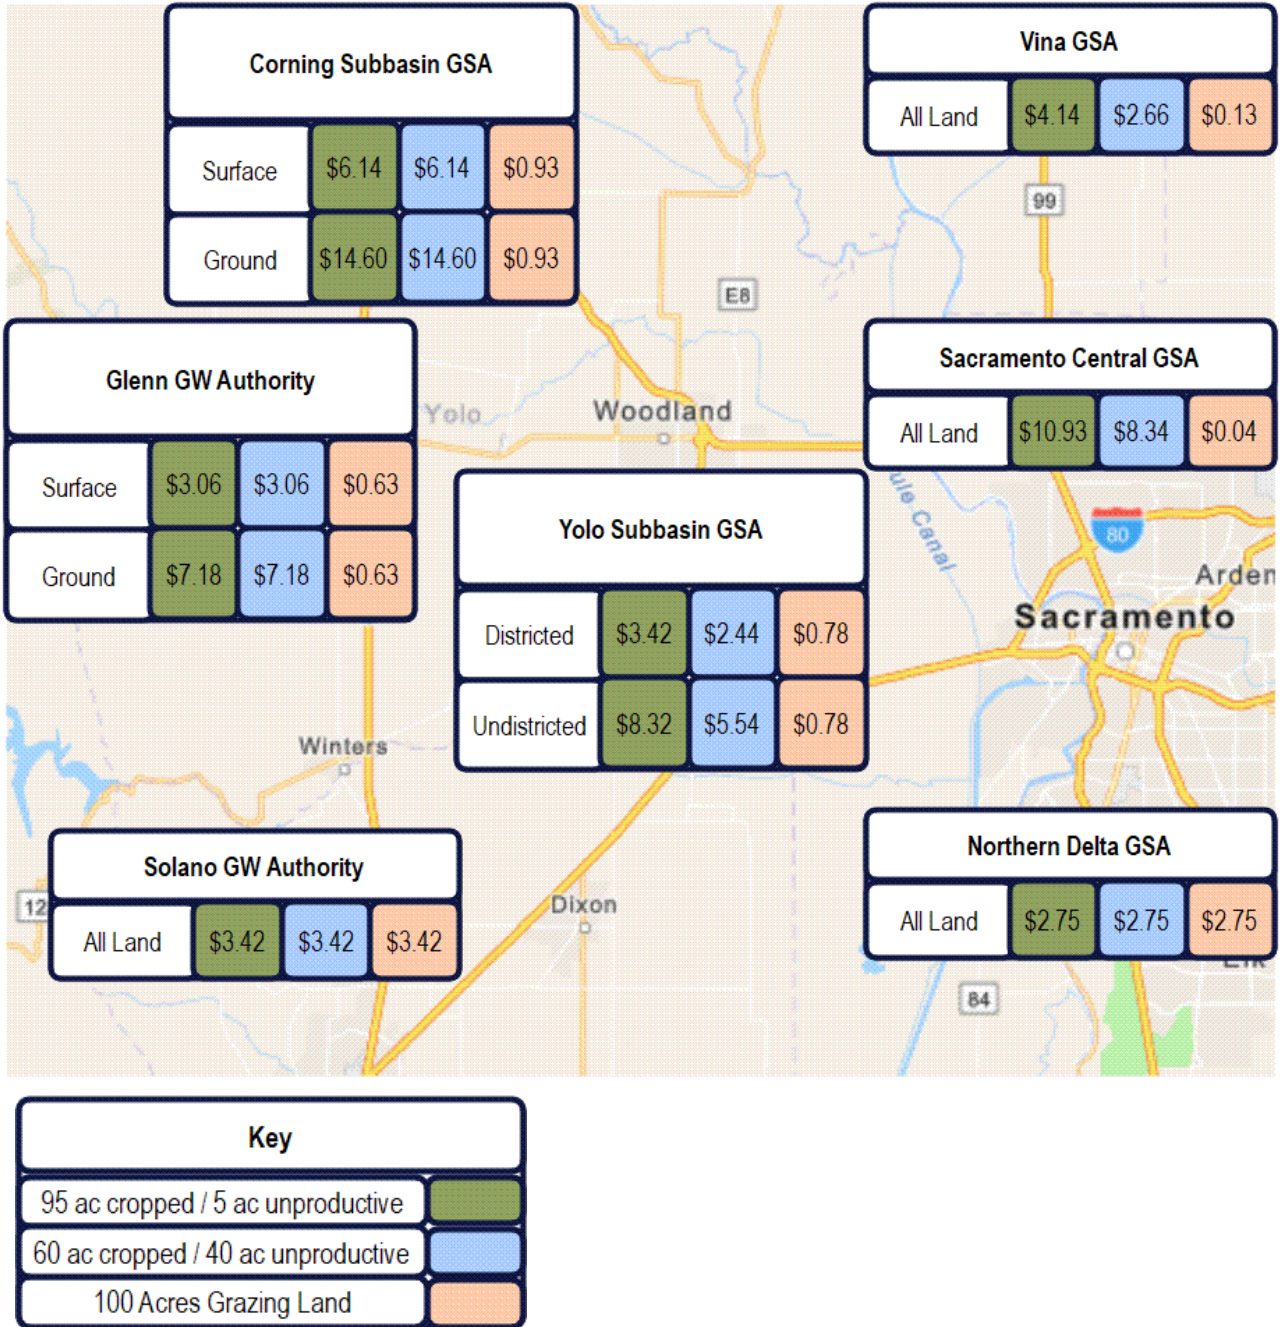 Corning Subbasin GSA
Surface $6.14 $6.14 $0.93
Ground $14.60 $14.60 $0.93
Vina GSA
All Land $4.14 $2.66 $0.13
99
E8
Glenn GW Authority
Surface $3.06 $3.06 $0.63
Ground $7.18 $7.18 $0.63
Sacramento Central GSA
All Land $10.93 $8.34 $0.04
Yolo
Woodland
Yolo Subbasin GSA
Districted $3.42 $2.44 $0.78
Undistricted $8.32 $5.54 $0.78
Canal
80
Arden
Sacramento
Winters
Solano GW Authority
All Land $3.42 $3.42 $3.42
12
Dixon
Northern Delta GSA
All Land $2.75 $2.75 $2.75
84
Key
95 ac cropped / 5 ac unproductive
60 ac cropped / 40 ac unproductive
100 Acres Grazing Land